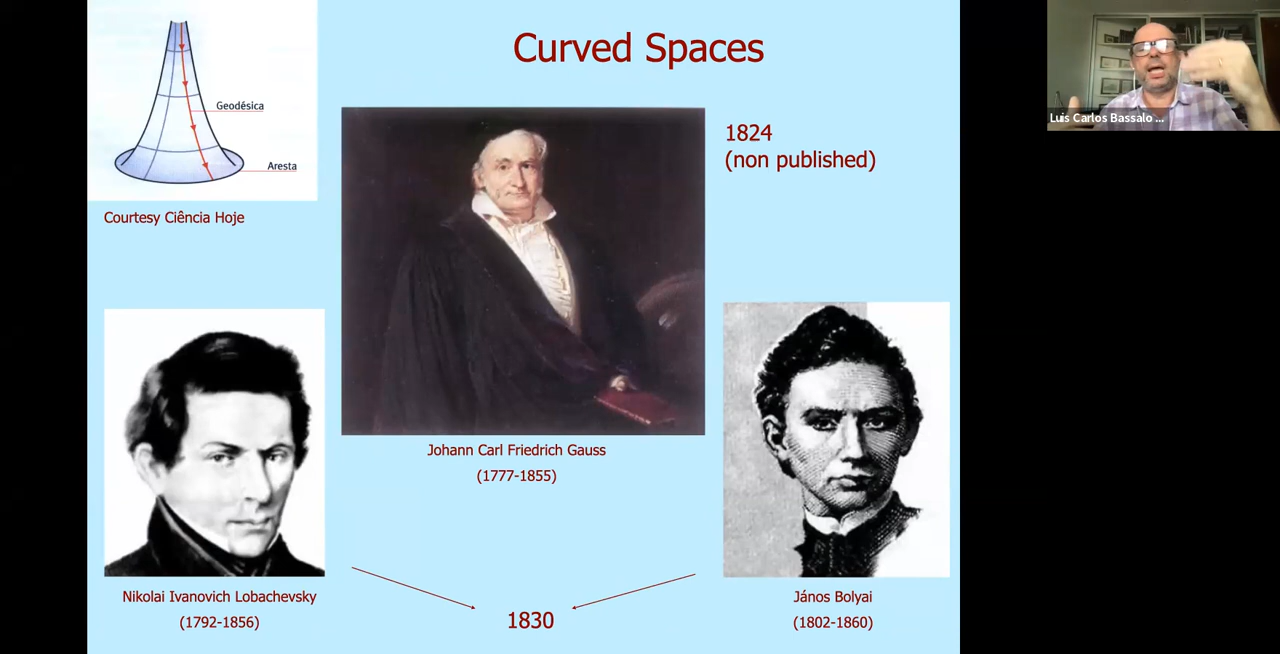 Curved Spaces
Geodésica
Aresta
Courtesy Ciência Hoje
1824
(non published)
Luis Carlos Bassalo ...
Johann Carl Friedrich Gauss
(1777-1855)
Nikolai Ivanovich Lobachevsky
(1792-1856)
1830
János Bolyai
(1802-1860)